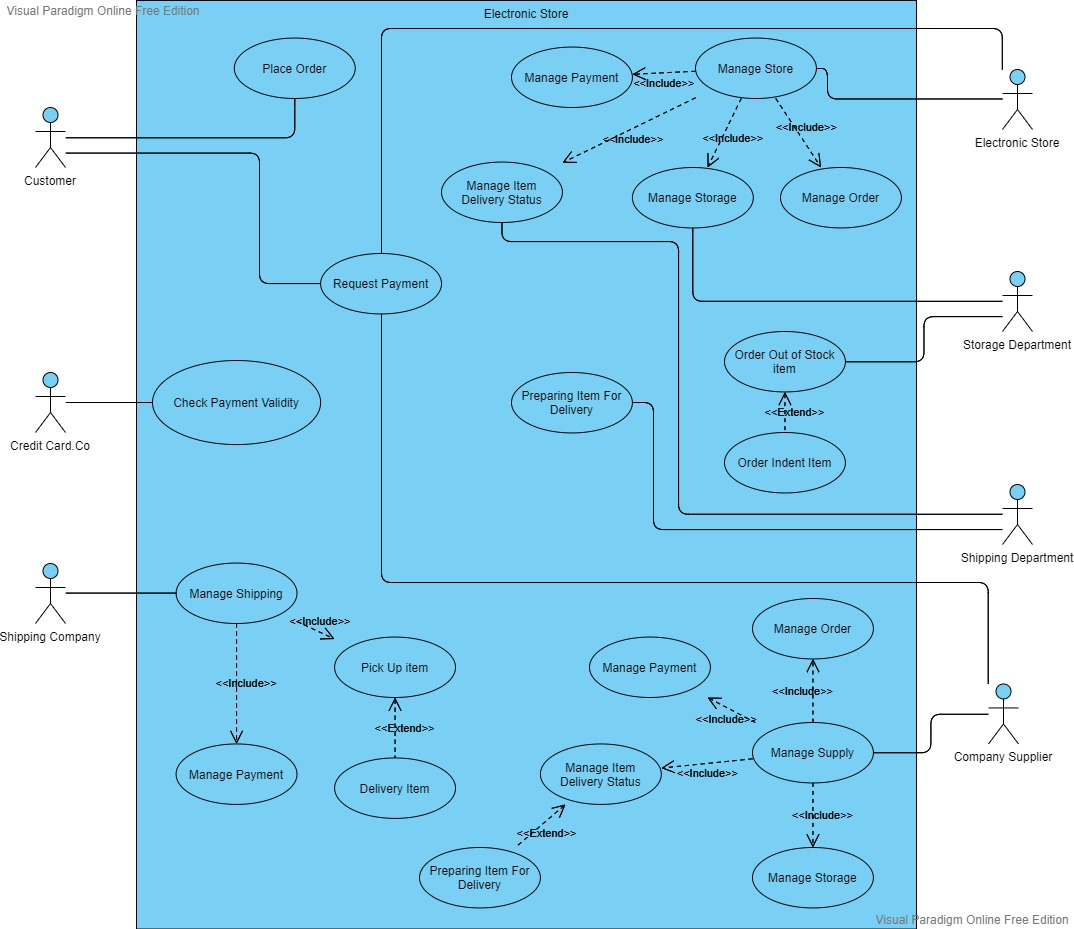 Visual Paradigm Online Free Edition
Electronic Store
Place Order
Manage Payment
<<Include>>
Manage Store
Electronic Store
Customer
<<Include>>
<<Include>>
<<Include>>
Manage Item
Delivery Status
Manage Storage
Manage Order
Request Payment
Storage Department
Order Out of Stock
item
<<Extend>>
Order Indent Item
Preparing Item For
Delivery
Check Payment Validity
Credit Card.Co
Shipping Department
Shipping Company
Manage Shipping
<<Include>>
Pick Up item
<<Include>>
<<Extend>>
Manage Payment
Delivery Item
Manage Order
Manage Payment
<<Include>>
<<Include>>
Manage Supply
Company Supplier
Manage Item
Delivery Status
<<Include>>
<<Include>>
<<Extend>>
Preparing Item For
Delivery
Manage Storage
Visual Paradigm Online Free Edition